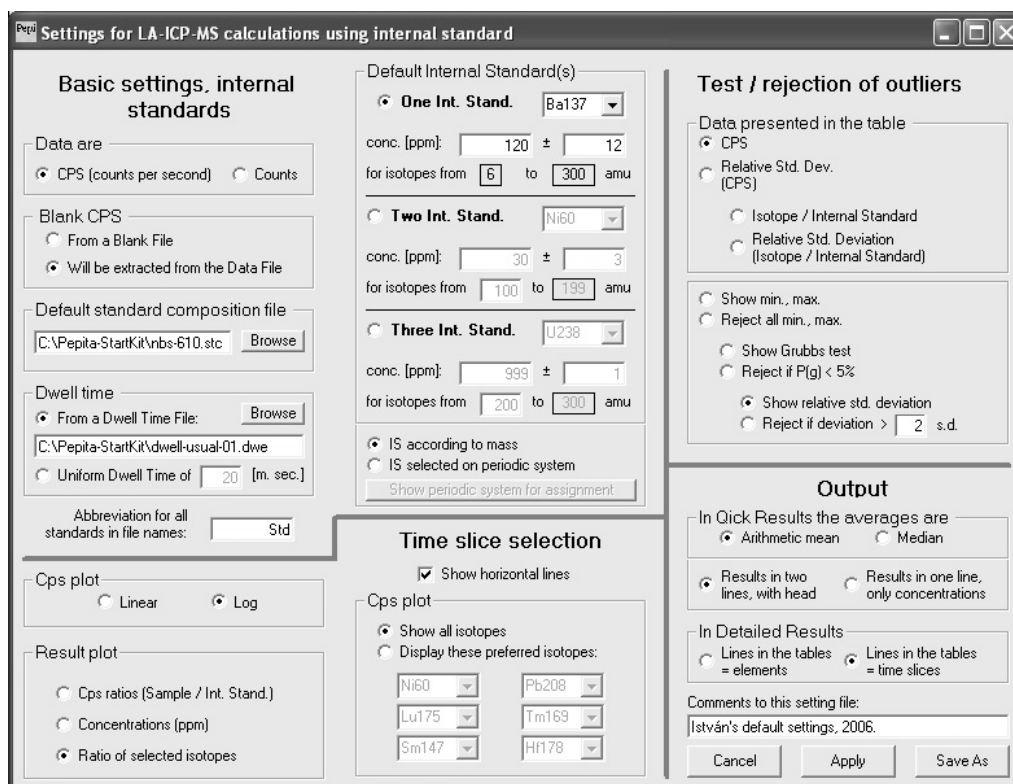 Pepi Settings for LA-ICP-MS calculations using internal standard
Basic settings, internal
standards
Data are
CPS (counts per second) Counts
Blank CPS
From a Blank File
Will be extracted from the Data File
Default standard composition file
C:\Pepita-StartKit\nbs-610.stc Browse
Dwell time
From a Dwell Time File: Browse
C:\Pepita-StartKit\dwell-usual-01.dwe
Uniform Dwell Time of 20 [m. sec.]
Abbreviation for all
standards in file names: Std
Cps plot
Linear Log
Result plot
Cps ratios (Sample / Int. Stand.)
Concentrations (ppm)
Ratio of selected isotopes
Default Internal Standard(s)
One Int. Stand. Ba137
conc. [ppm]: 120 ± 12
for isotopes from 6 to 300 amu
Two Int. Stand. Ni60
conc. [ppm]: 30 ± 3
for isotopes from 100 to 199 amu
Three Int. Stand. U238
conc. [ppm]: 999 ± 1
for isotopes from 200 to 300 amu
IS according to mass
IS selected on periodic system
Show periodic system for assignment
Time slice selection
Show horizontal lines
Cps plot
Show all isotopes
Display these preferred isotopes:
Ni60 Pb208
Lu175 Tm169
Sm147 Hf178
Test / rejection of outliers
Data presented in the table
CPS
Relative Std. Dev.
(CPS)
Isotope / Internal Standard
Relative Std. Deviation
(Isotope / Internal Standard)
Show min., max.
Reject all min., max.
Show Grubbs test
Reject if P(g) < 5%
Show relative std. deviation
Reject if deviation > 2 s.d.
Output
In Qick Results the averages are
Arithmetic mean Median
Results in two
lines, with head
Results in one line,
only concentrations
In Detailed Results
Lines in the tables
= elements
Lines in the tables
= time slices
Comments to this setting file:
István's default settings, 2006.
Cancel Apply Save As